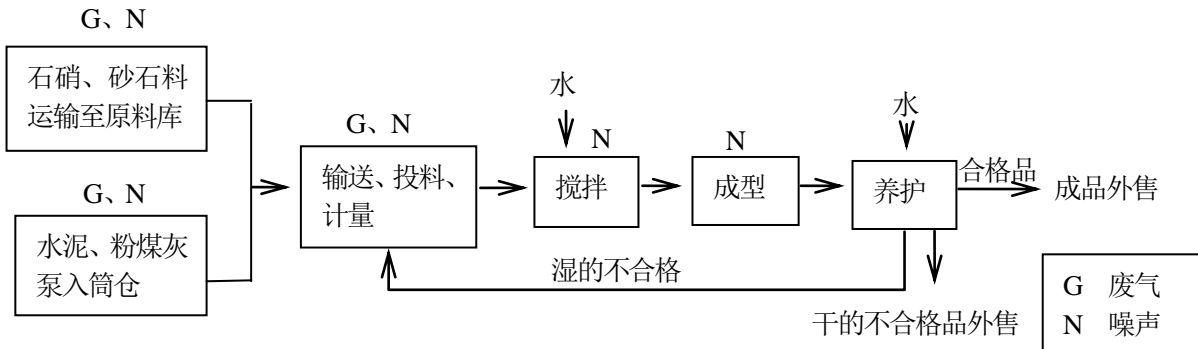 G、N
石硝、砂石料
运输至原料库
G、N
水泥、粉煤灰
泵入筒仓
G、N
输送、投料、
计量
水
N
搅拌
N
成型
水
养护
合格品
成品外售
湿的不合格
干的不合格品外售
G 废气
N 噪声